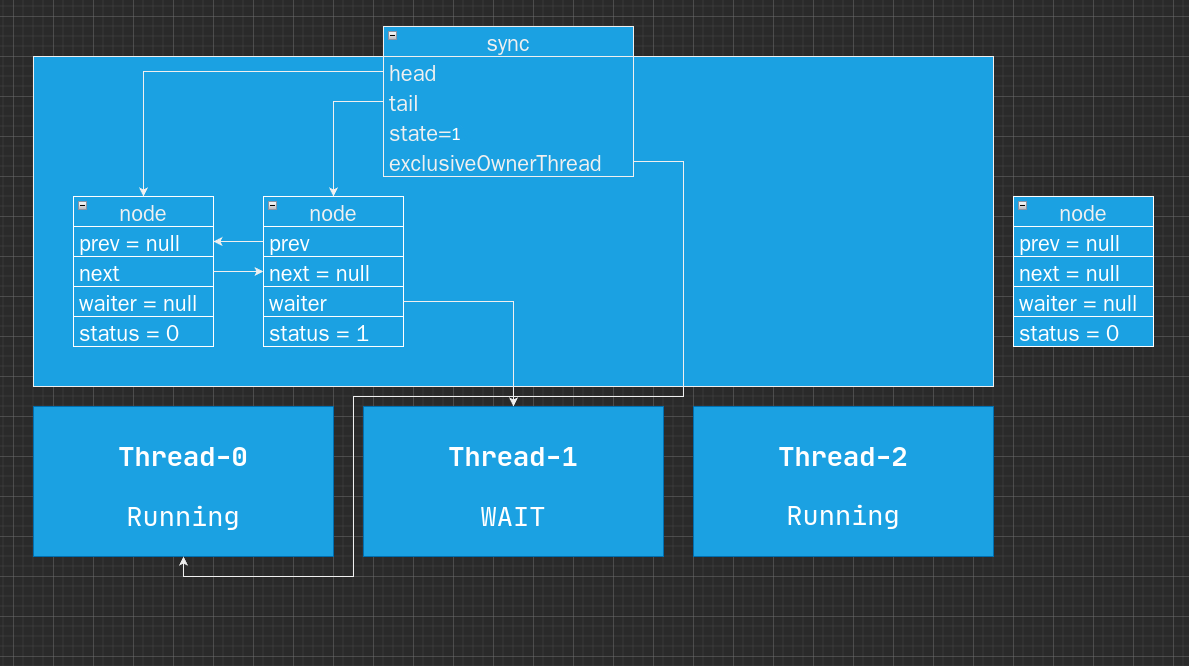 sync
head
tail
state=1
exclusiveOwnerThread
node
prev = null
next
waiter = null
status = 0
node
prev
next = null
waiter
status = 1
node
prev = null
next = null
waiter = null
status = 0
Thread-0
Running
Thread-1
WAIT
Thread-2
Running